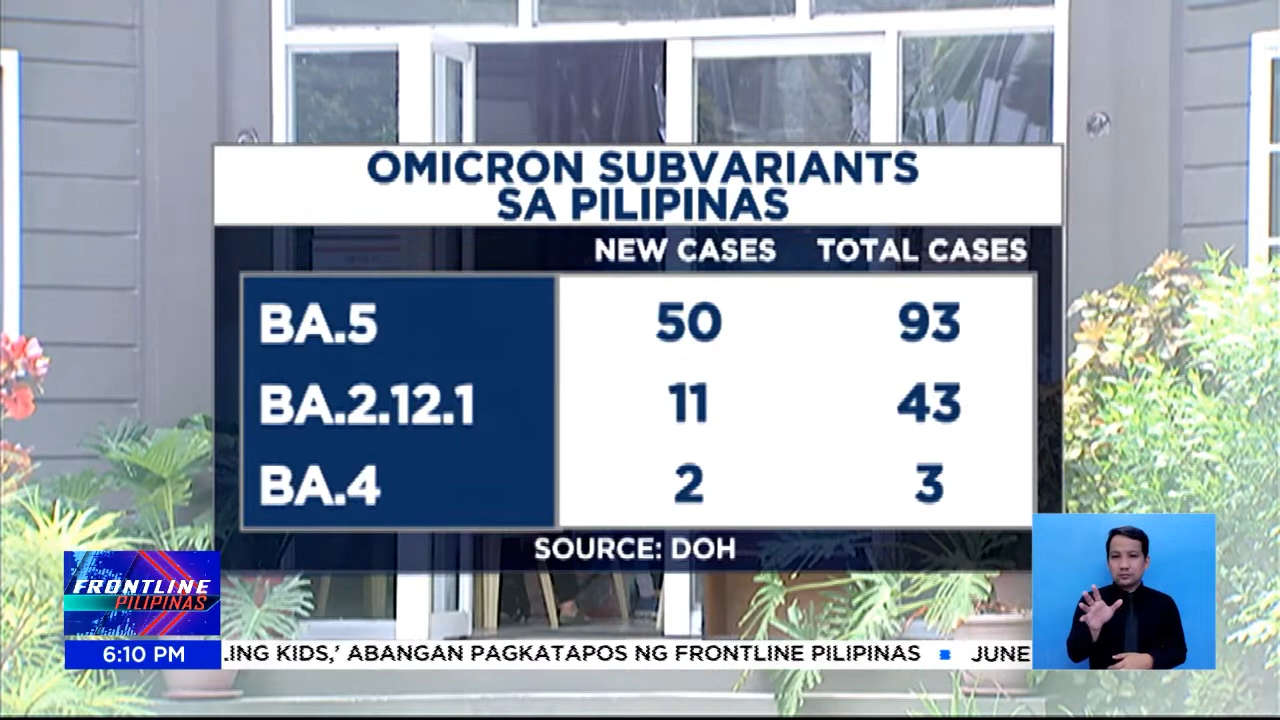 OMICRON SUBVARIANTS
SA PILIPINAS
NEW CASES TOTAL CASES
BA.5 50 93
BA.2.12.1 11 43
BA.4 2 3
SOURCE: DOH
FRONTLINE
PILIPINAS
6:10 PM .ING KIDS,’ ABANGAN PAGKATAPOS NG FRONTLINE PILIPINAS ▪ JUNE